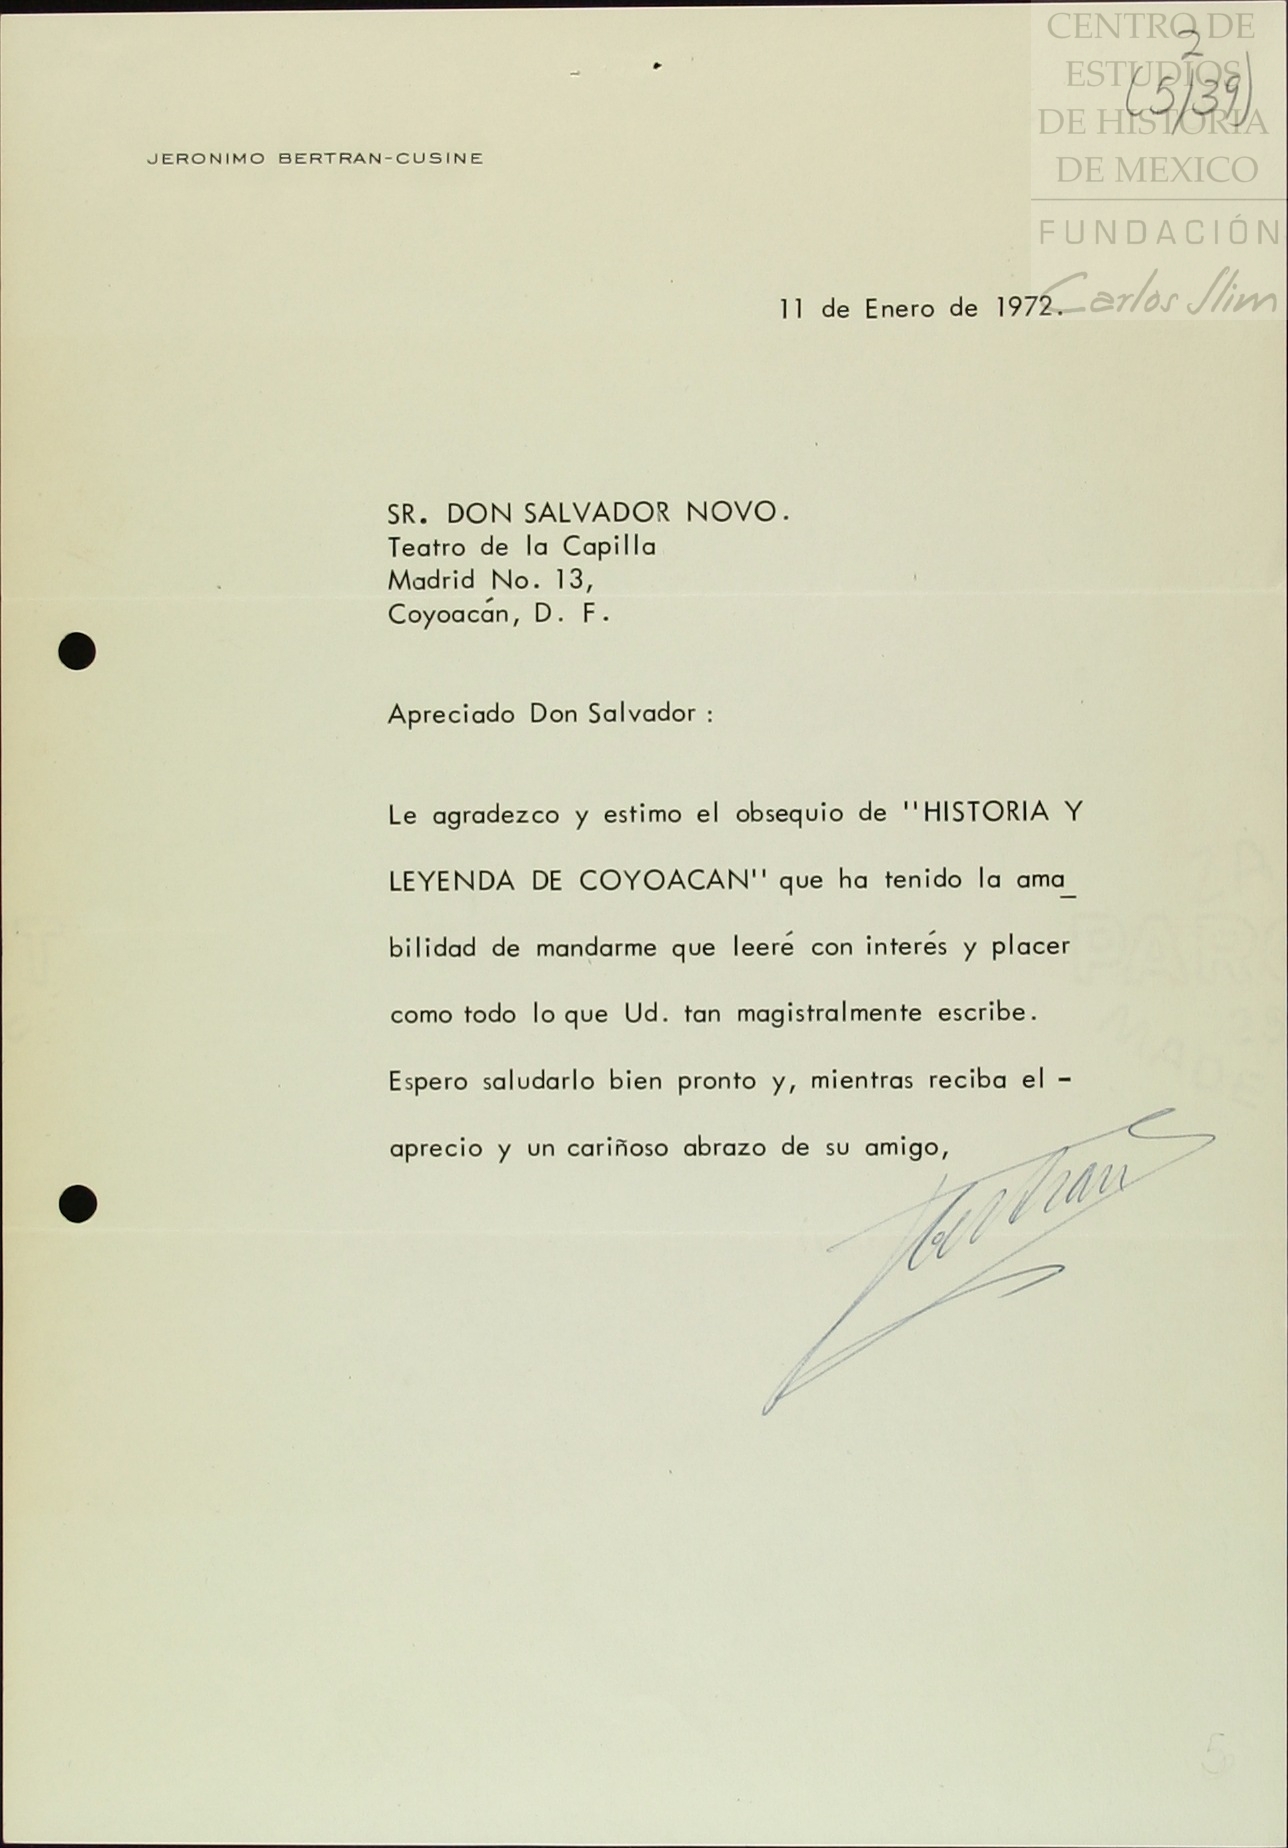 CENTRO DE
ESTUDIOS
DE HISTORIA
DE MEXICO
FUNDACIÓN
Carlos Slim
2
(5/39)
JERONIMO BERTRAN-CUSINE
11 de Enero de 1972.
SR. DON SALVADOR NOVO.
Teatro de la Capilla
Madrid No. 13,
Coyoacán, D. F.
Apreciado Don Salvador :
Le agradezco y estimo el obsequio de "HISTORIA Y
LEYENDA DE COYOACAN" que ha tenido la ama_
bilidad de mandarme que leeré con interés y placer
como todo lo que Ud. tan magistralmente escribe.
Espero saludarlo bien pronto y, mientras reciba el -
aprecio y un cariñoso abrazo de su amigo,
Bertran
5